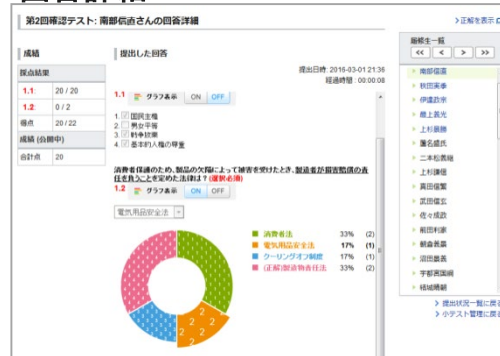 第2回確認テスト: 南部信直さんの回答詳細
>正解を表示
成績
採点結果
1.1: 20 / 20
1.2: 0 / 2
得点 20 / 22
成績 (公開中)
合計点 20
提出した回答
提出日時: 2016-03-01 21:36
経過時間: 00:00:08
1.1 グラフ表示 ON OFF
1. 国民主権
2. 男女平等
3. 戦争放棄
4. 基本的人権の尊重
消費者保護のため、製品の欠陥によって被害を受けたとき、製造者が損害賠償の責
任を負うことを定めた法律は? (選択必須)
1.2 グラフ表示 ON OFF
電気用品安全法
消費者法 33% (2)
電気用品安全法 17% (1)
クーリングオフ制度 17% (1)
(正解)製造物責任法 33% (2)
履修生一覧
<< < > >>
南部信直
秋田実季
伊達政宗
最上義光
上杉景勝
蘆名盛氏
二本松義継
上杉謙信
真田信繁
武田信玄
佐々成政
前田利家
朝倉義景
沼田景義
宇都宮国綱
結城晴朝
> 提出状況一覧に戻
> 小テスト管理に戻